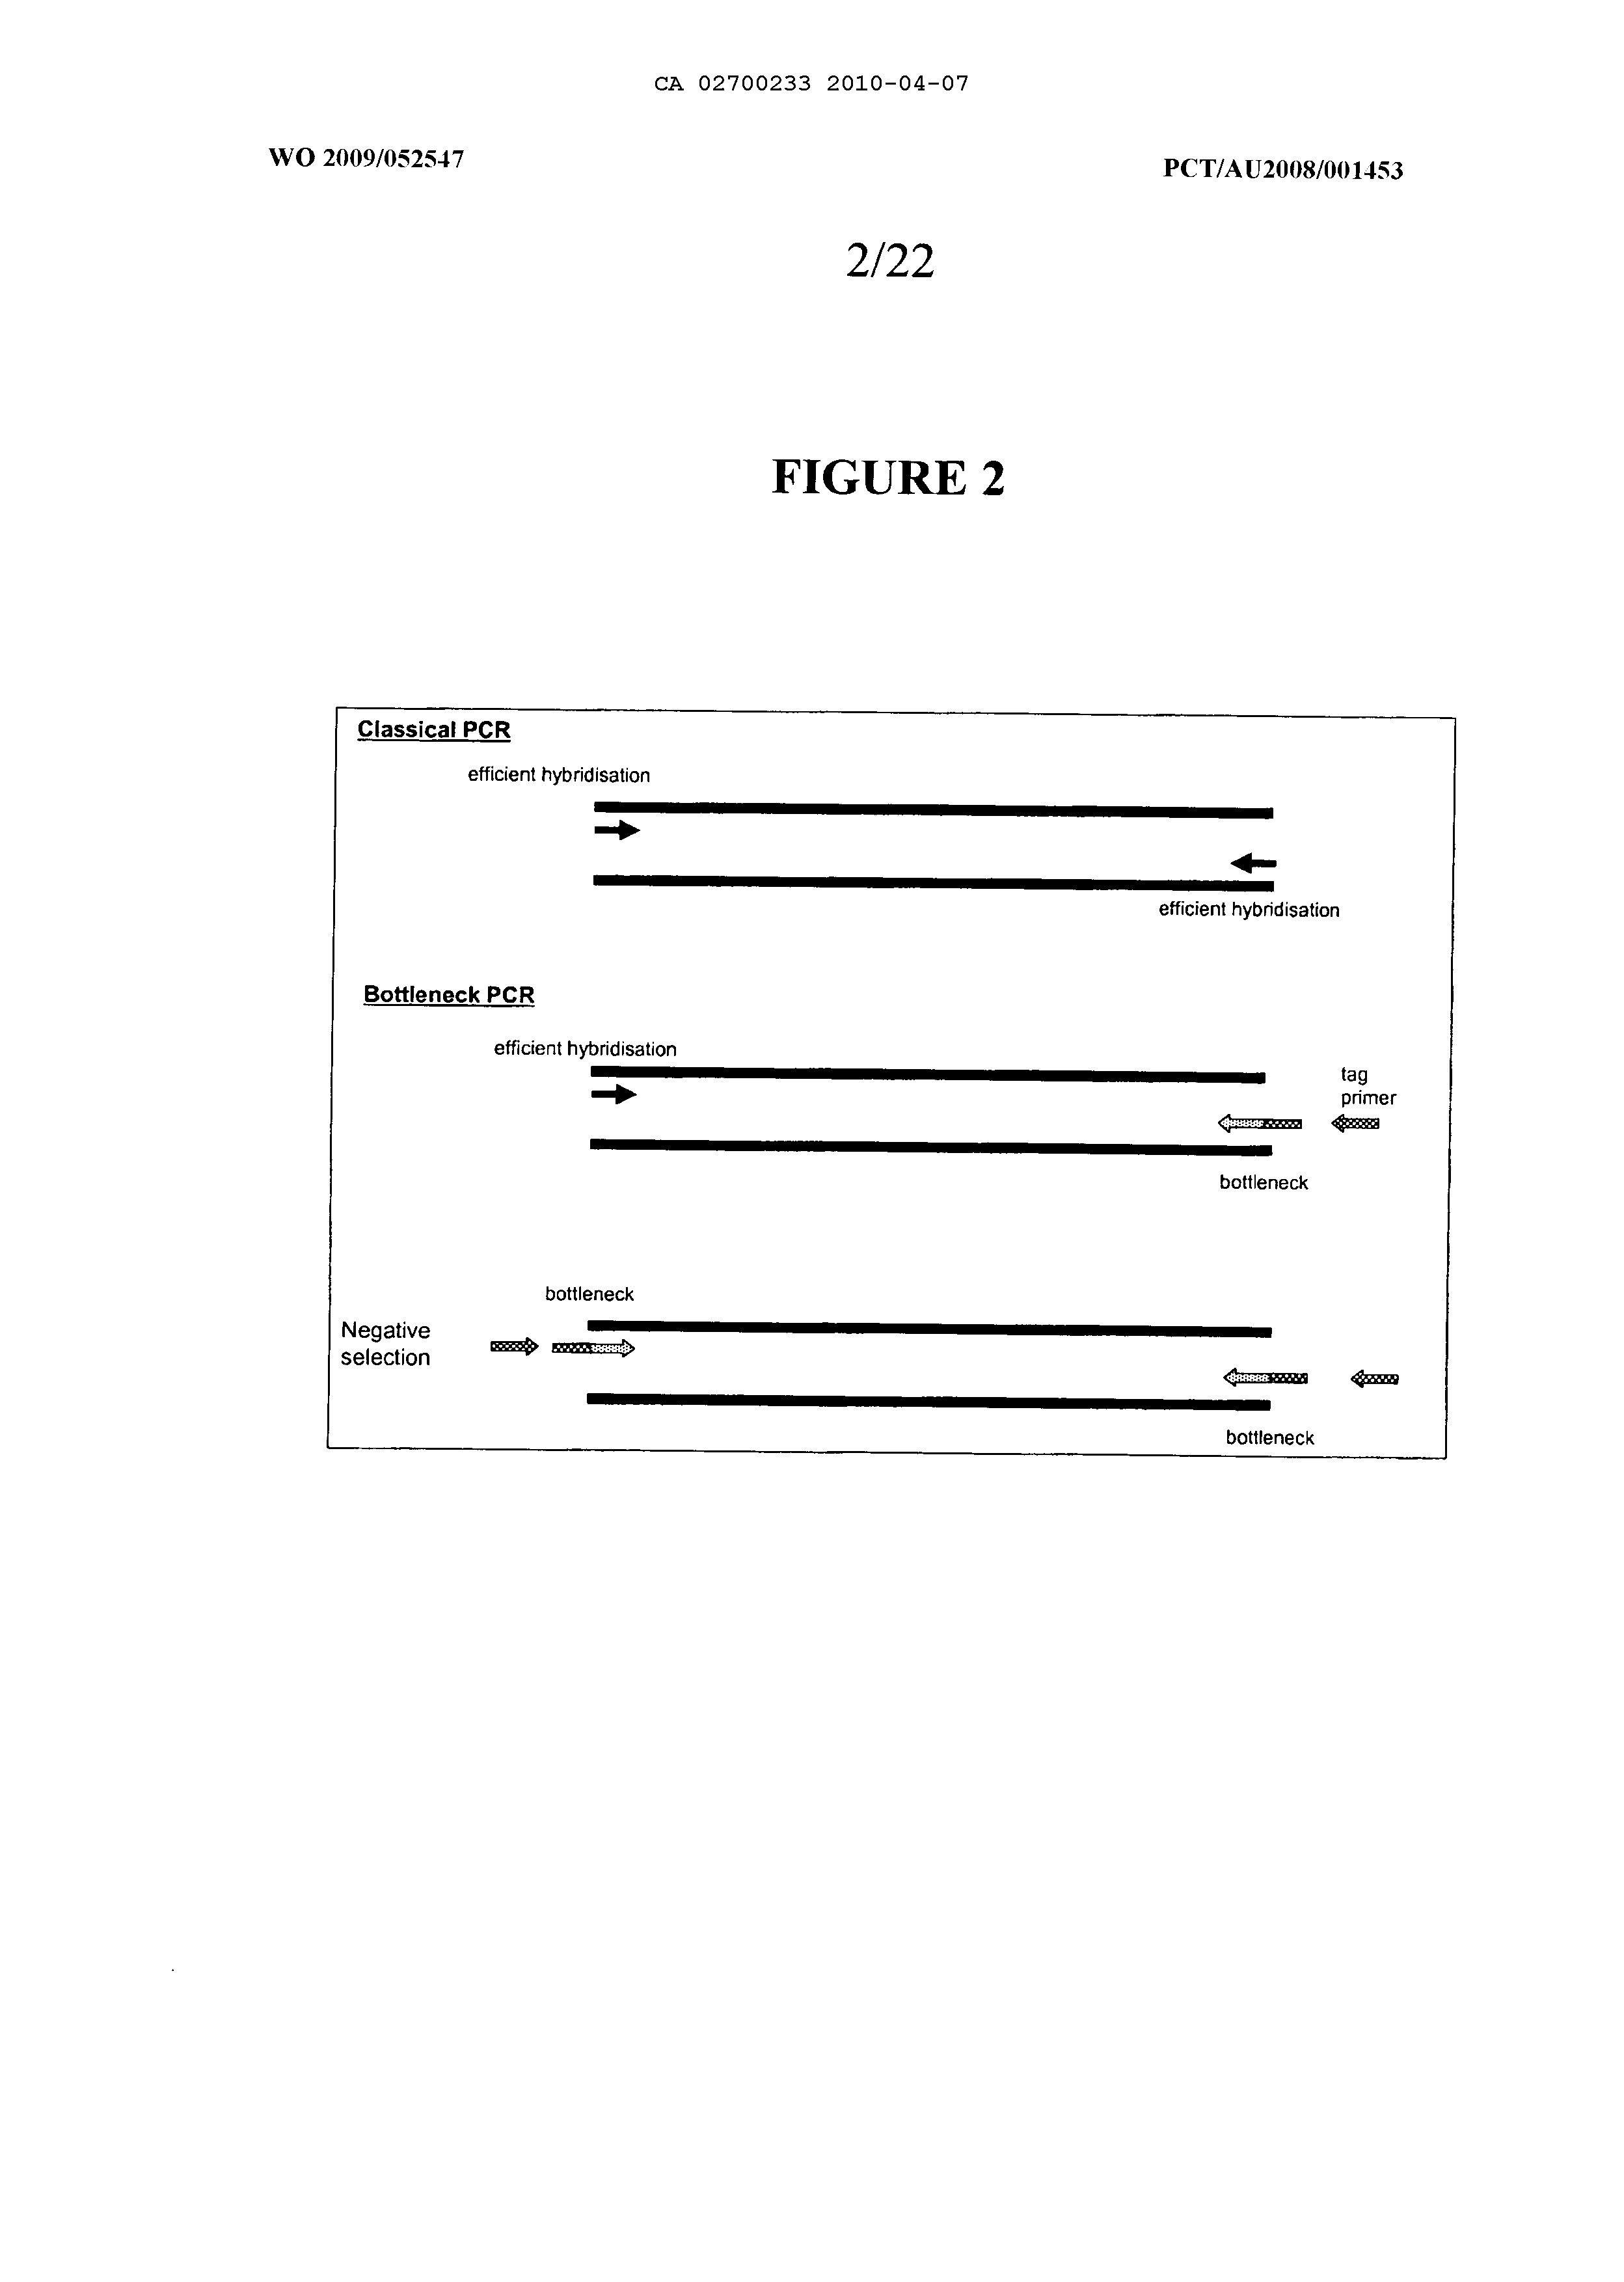 CA 02700233 2010-04-07
WO 2009/052547
PCT/AU2008/001453
2/22
FIGURE 2
Classical PCR
efficient hybridisation
efficient hybridisation
Bottleneck PCR
efficient hybridisation
tag
primer
bottleneck
bottleneck
Negative
selection
bottleneck